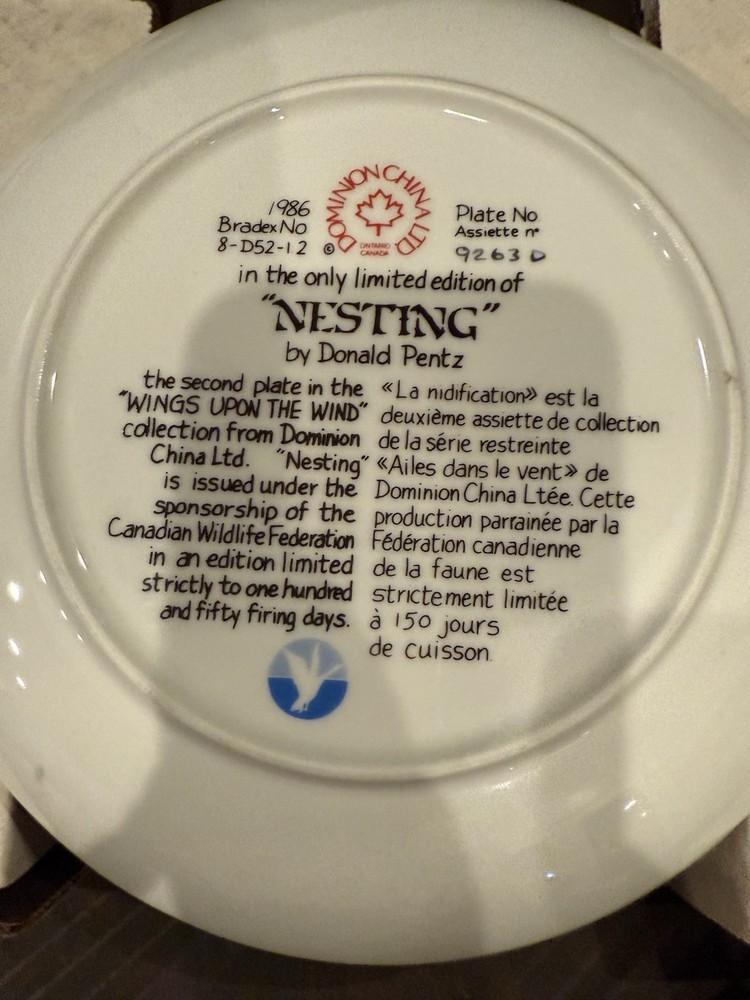 1986
Bradex No
8-D52-12
©
DOMINION CHINA LTD
ONTARIO
CANADA
Plate No
Assiette nº
9263 D
in the only limited edition of
"NESTING"
by Donald Pentz
the second plate in the
"WINGS UPON THE WIND"
collection from Dominion
China Ltd. "Nesting"
is issued under the
sponsorship of the
Canadian Wildlife Federation
in an edition limited
strictly to one hundred
and fifty firing days.
«La nidification» est la
deuxième assiette de collection
de la série restreinte
«Ailes dans le vent» de
Dominion China Ltée. Cette
production parrainée par la
Fédération canadienne
de la faune est
strictement limitée
à 150 jours
de cuisson.